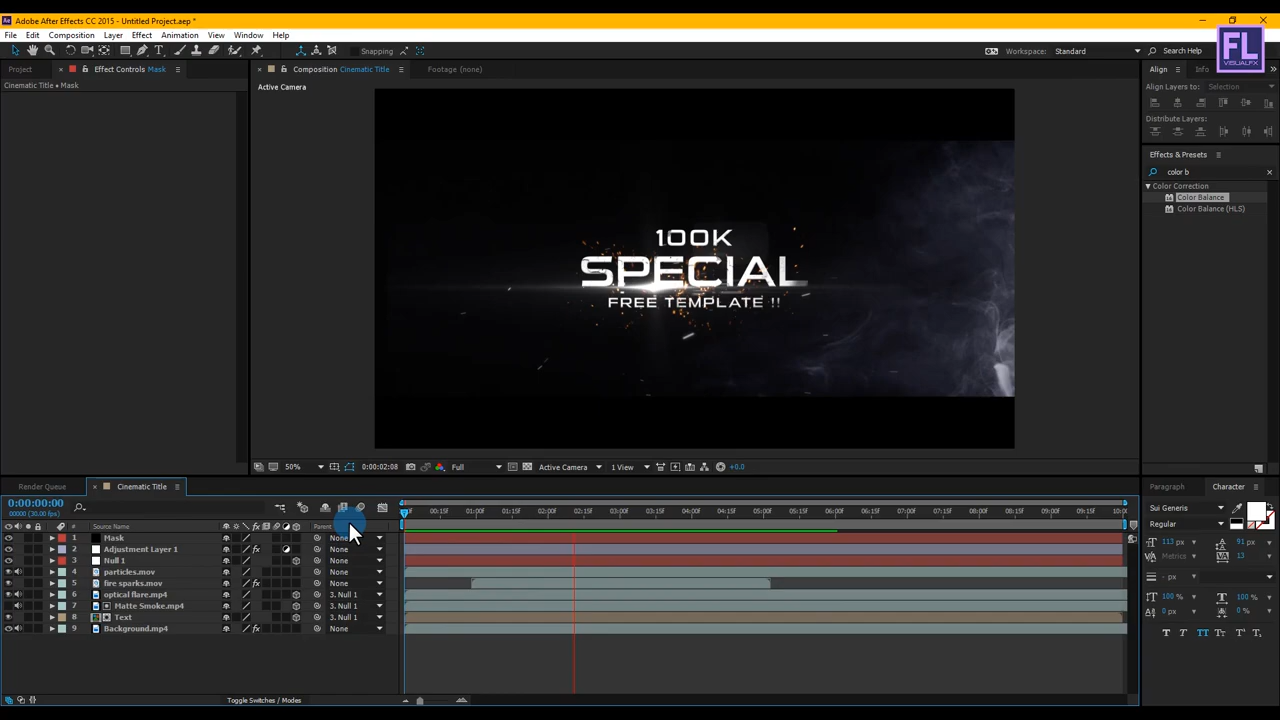 Adobe After Effects CC 2015 - Untitled Project.aep *
File Edit Composition Layer Effect Animation View Window Help
Snapping
Workspace: Standard
Search Help
FL
VISUALFX
Project
Effect Controls Mask
Composition Cinematic Title
Footage (none)
Align
Info
Cinematic Title • Mask
Active Camera
Align Layers to: Selection
Distribute Layers:
Effects & Presets
color b
Color Correction
Color Balance
Color Balance (HLS)
100K
SPECIAL
FREE TEMPLATE !!
50%
0:00:02:08
Full
Active Camera
1 View
+0.0
Render Queue
Cinematic Title
Paragraph
Character
0:00:00:00
00000 (30.00 fps)
00:15f 01:00f 01:15f 02:00f 02:15f 03:00f 03:15f 04:00f 04:15f 05:00f 05:15f 06:00f 06:15f 07:00f 07:15f 08:00f 08:15f 09:00f 09:15f 10:00
Sui Generis
Regular
# Source Name Parent
1 Mask None
2 Adjustment Layer 1 None
3 Null 1 None
4 particles.mov None
5 fire sparks.mov None
6 optical flare.mp4 3. Null 1
7 Matte Smoke.mp4 3. Null 1
8 Text 3. Null 1
9 Background.mp4 None
113 px
91 px
Metrics
13
- px
100 %
100 %
0 px
0 %
T T TT Tt T¹ T₁
Toggle Switches / Modes